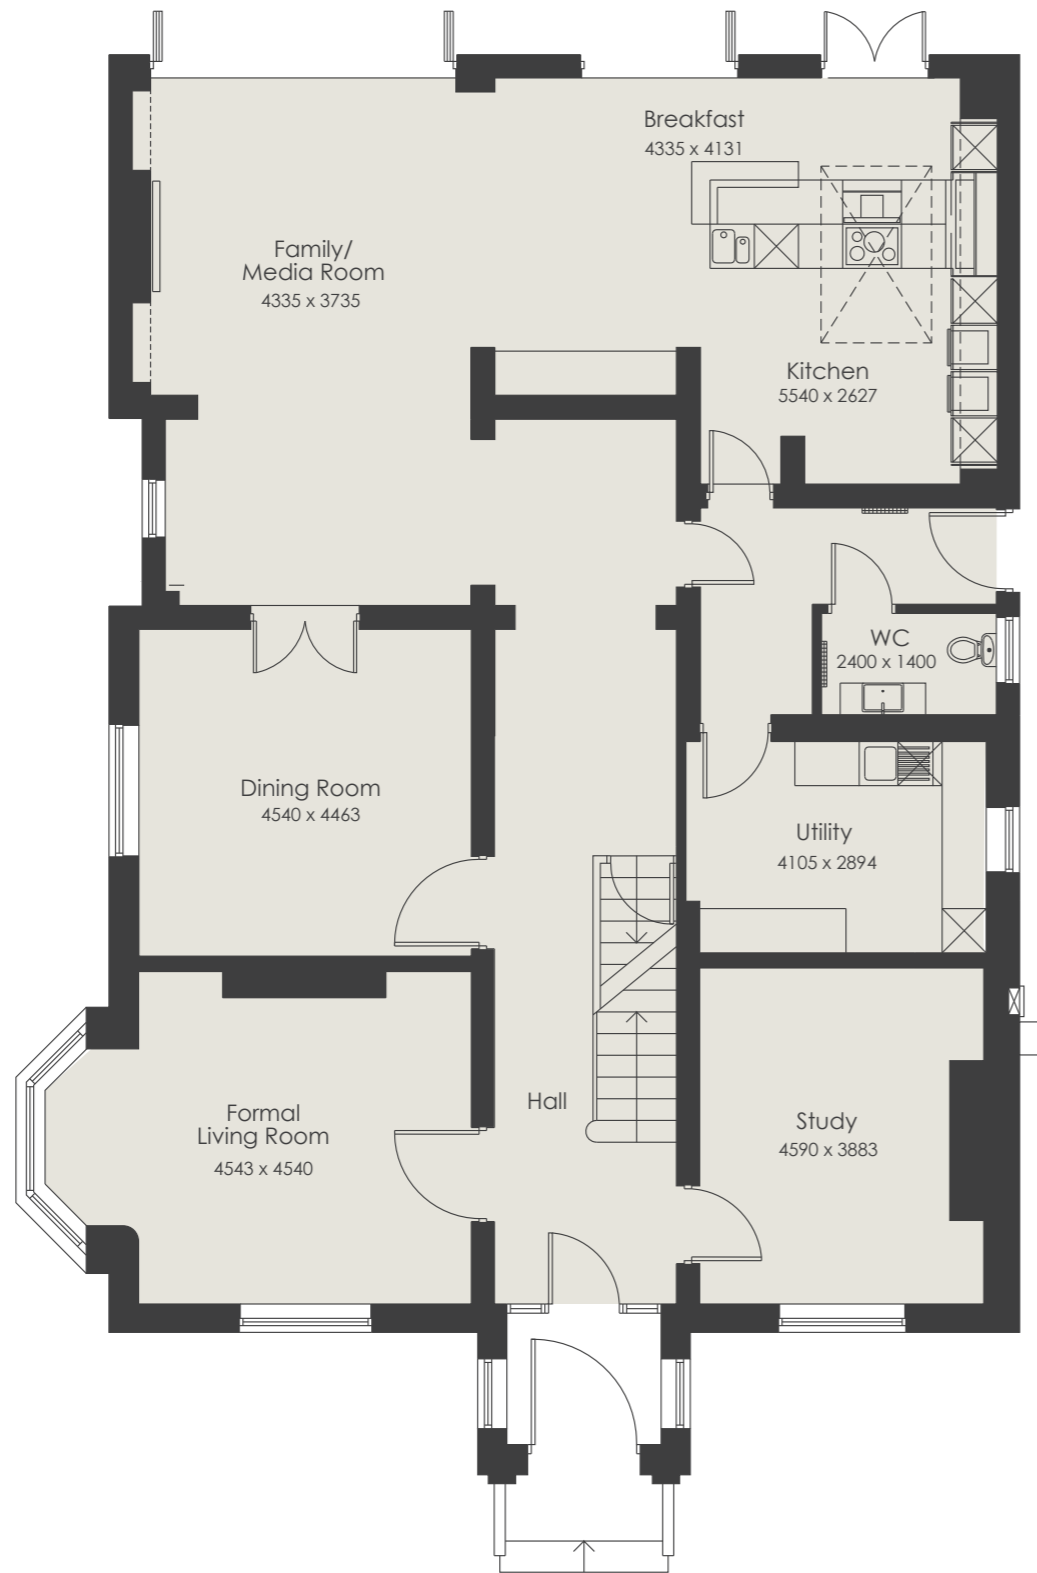 Breakfast
4335 x 4131
Family/
Media Room
4335 x 3735
Kitchen
5540 x 2627
WC
2400 x 1400
Dining Room
4540 x 4463
Utility
4105 x 2894
Hall
Formal
Living Room
4543 x 4540
Study
4590 x 3883